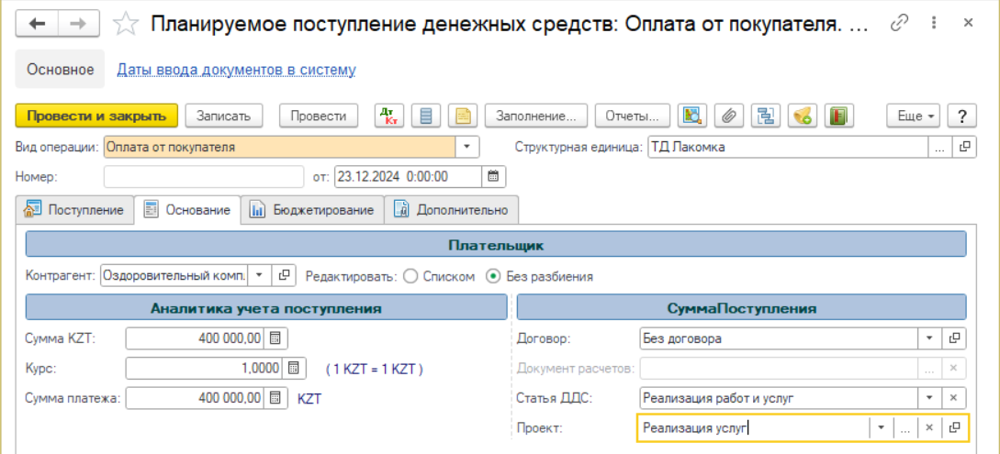 Планируемое поступление денежных средств: Оплата от покупателя. ...
Основное Даты ввода документов в систему
Провести и закрыть Записать Провести Дт Кт Заполнение... Отчеты... Еще ?
Вид операции: Оплата от покупателя Структурная единица: ТД Лакомка ...
Номер: от: 23.12.2024 0:00:00
Поступление Основание Бюджетирование Дополнительно
Плательщик
Контрагент: Оздоровительный комп. Редактировать: Списком Без разбиения
Аналитика учета поступления СуммаПоступления
Сумма KZT: 400 000,00 Договор: Без договора
Курс: 1,0000 ( 1 KZT = 1 KZT ) Документ расчетов: ...
Сумма платежа: 400 000,00 KZT Статья ДДС: Реализация работ и услуг
Проект: Реализация услуг ...